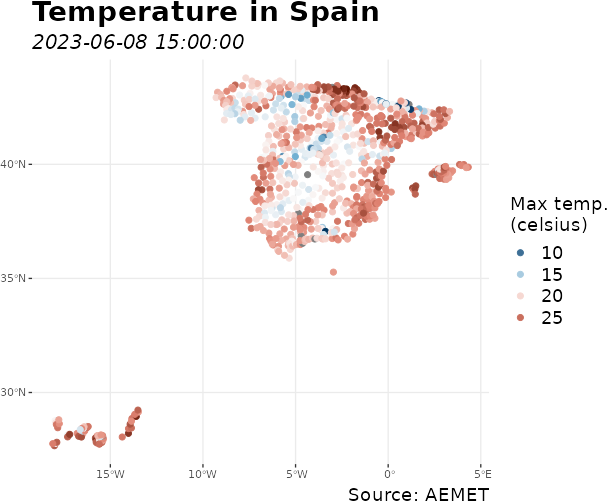 Temperature in Spain
2023-06-08 15:00:00
40°N
35°N
30°N
15°W
10°W
5°W
0°
5°E
Max temp.
(celsius)
10
15
20
25
Source: AEMET